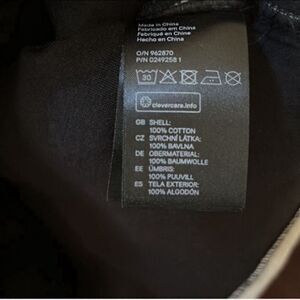 Made in China
Fabricado en China
Fabriqué en Chine
Hecho en China
O/N 962870
P/N 0249258 1
30
clevercare.info
GB SHELL:
100% COTTON
CZ SVRCHNÍ LÁTKA:
100% BAVLNA
DE OBERMATERIAL:
100% BAUMWOLLE
EE ÜMBRIS:
100% PUUVILL
ES TELA EXTERIOR:
100% ALGODÓN